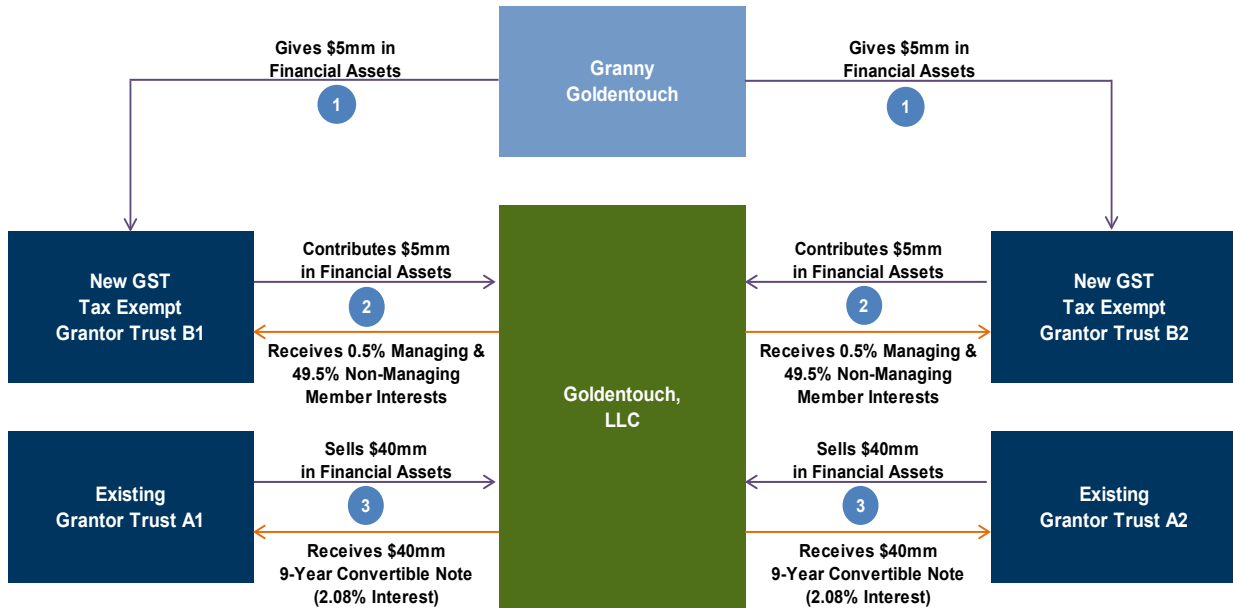 Gives $5mm in
Financial Assets
1
Granny
Goldentouch
Gives $5mm in
Financial Assets
1
New GST
Tax Exempt
Grantor Trust B1
Contributes $5mm
in Financial Assets
2
Receives 0.5% Managing &
49.5% Non-Managing
Member Interests
Goldentouch,
LLC
Contributes $5mm
in Financial Assets
2
Receives 0.5% Managing &
49.5% Non-Managing
Member Interests
New GST
Tax Exempt
Grantor Trust B2
Existing
Grantor Trust A1
Sells $40mm
in Financial Assets
3
Receives $40mm
9-Year Convertible Note
(2.08% Interest)
Sells $40mm
in Financial Assets
3
Receives $40mm
9-Year Convertible Note
(2.08% Interest)
Existing
Grantor Trust A2